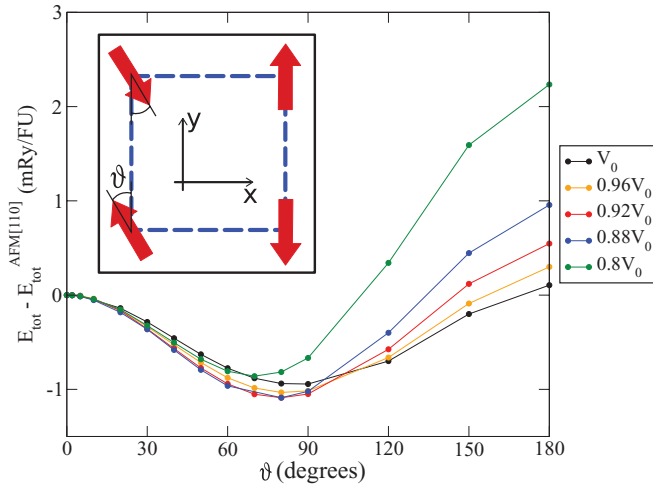 3
2
1
0
-1
E_tot - E_tot^AFM[110] (mRy/FU)
y
x
ϑ
V_0
0.96V_0
0.92V_0
0.88V_0
0.8V_0
0 30 60 90 120 150 180
ϑ (degrees)